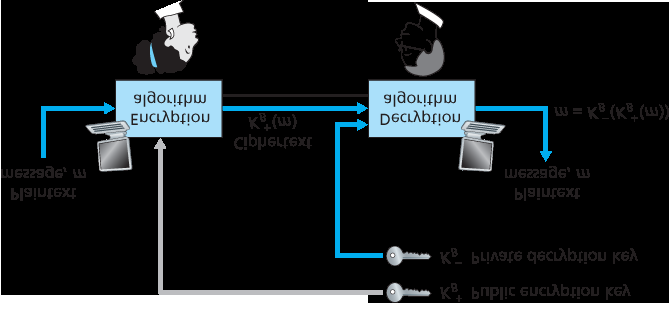 K_B^+ Public encryption key
K_B^- Private decryption key
Plaintext
message, m
Encryption
algorithm
Ciphertext
K_B^+(m)
Decryption
algorithm
m = K_B^-(K_B^+(m))
Plaintext
message, m